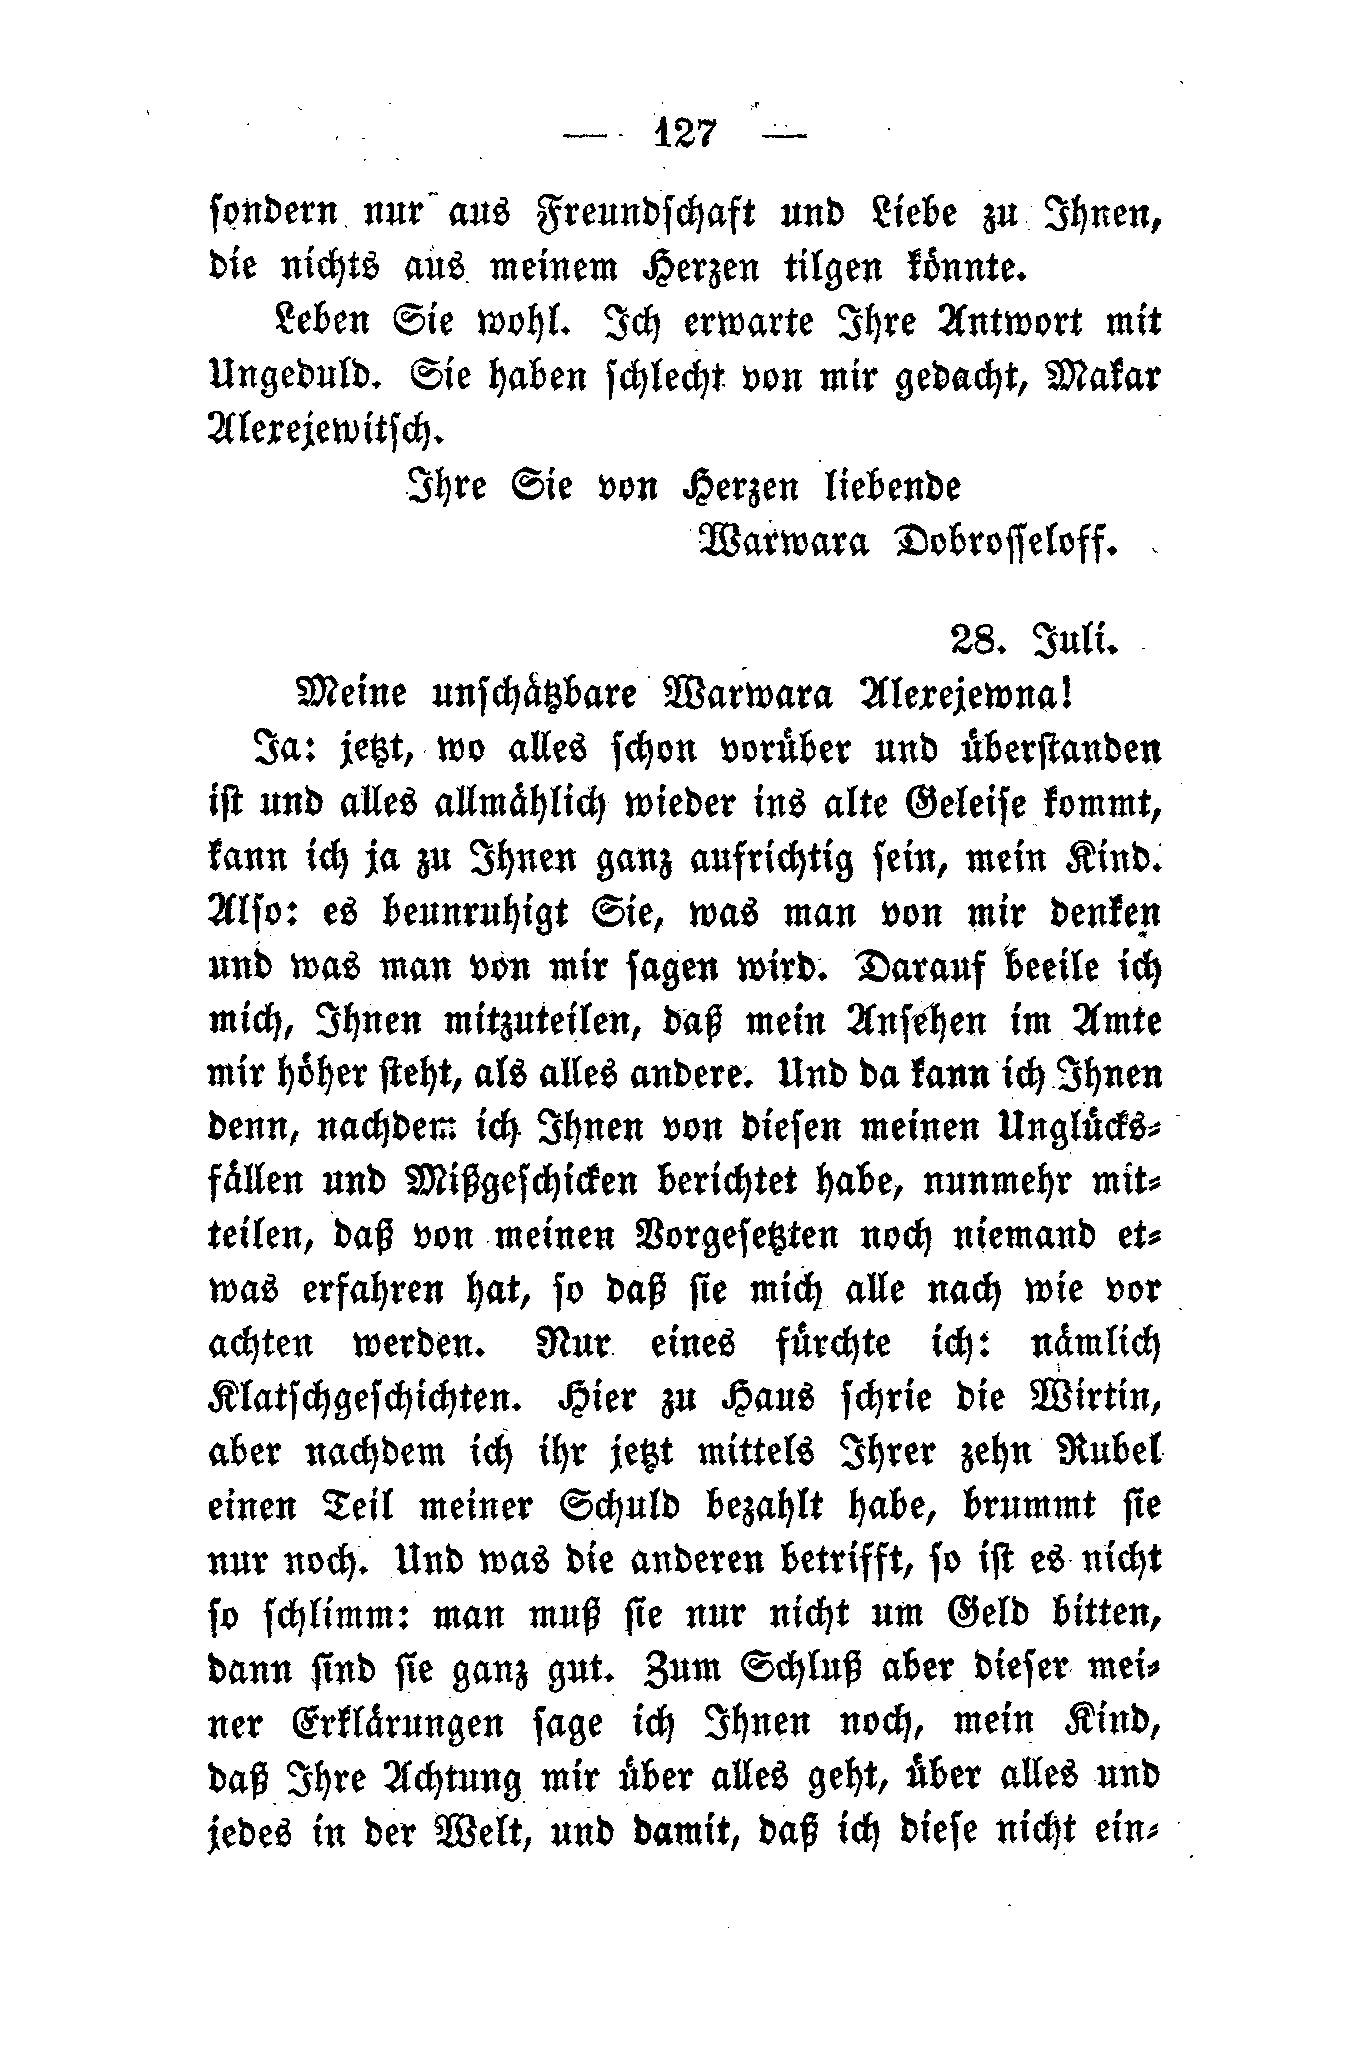 — 127 —
sondern nur aus Freundschaft und Liebe zu Ihnen,
die nichts aus meinem Herzen tilgen könnte.
Leben Sie wohl. Ich erwarte Ihre Antwort mit
Ungeduld. Sie haben schlecht von mir gedacht, Makar
Alexejewitsch.
Ihre Sie von Herzen liebende
Warwara Dobrosseloff.
28. Juli.
Meine unschätzbare Warwara Alexejewna!
Ja: jetzt, wo alles schon vorüber und überstanden
ist und alles allmählich wieder ins alte Geleise kommt,
kann ich ja zu Ihnen ganz aufrichtig sein, mein Kind.
Also: es beunruhigt Sie, was man von mir denken
und was man von mir sagen wird. Darauf beeile ich
mich, Ihnen mitzuteilen, daß mein Ansehen im Amte
mir höher steht, als alles andere. Und da kann ich Ihnen
denn, nachdem ich Ihnen von diesen meinen Unglücks-
fällen und Mißgeschicken berichtet habe, nunmehr mit-
teilen, daß von meinen Vorgesetzten noch niemand et-
was erfahren hat, so daß sie mich alle nach wie vor
achten werden. Nur eines fürchte ich: nämlich
Klatschgeschichten. Hier zu Haus schrie die Wirtin,
aber nachdem ich ihr jetzt mittels Ihrer zehn Rubel
einen Teil meiner Schuld bezahlt habe, brummt sie
nur noch. Und was die anderen betrifft, so ist es nicht
so schlimm: man muß sie nur nicht um Geld bitten,
dann sind sie ganz gut. Zum Schluß aber dieser mei-
ner Erklärungen sage ich Ihnen noch, mein Kind,
daß Ihre Achtung mir über alles geht, über alles und
jedes in der Welt, und damit, daß ich diese nicht ein-